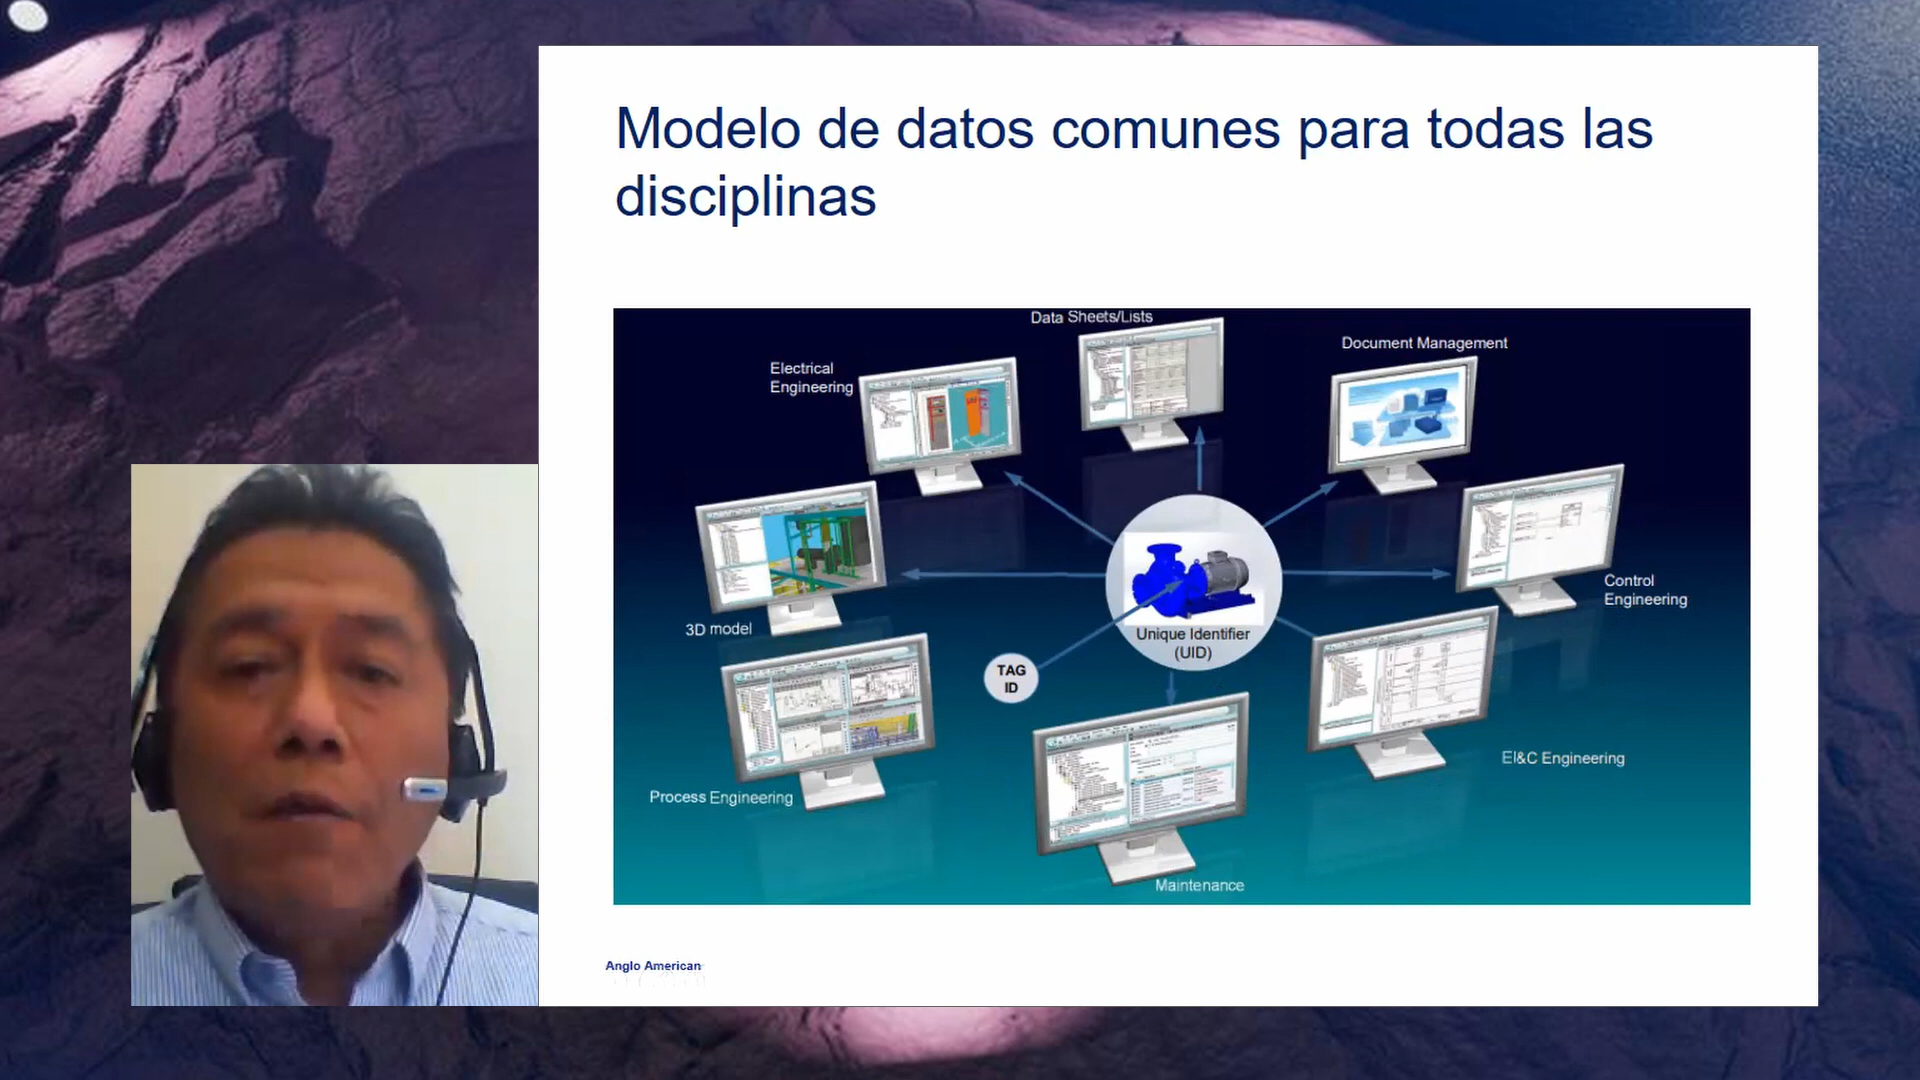 Modelo de datos comunes para todas las
disciplinas
Data Sheets/Lists
Document Management
Electrical
Engineering
Control
Engineering
3D model
Unique Identifier
(UID)
TAG
ID
EI&C Engineering
Process Engineering
Maintenance
Anglo American